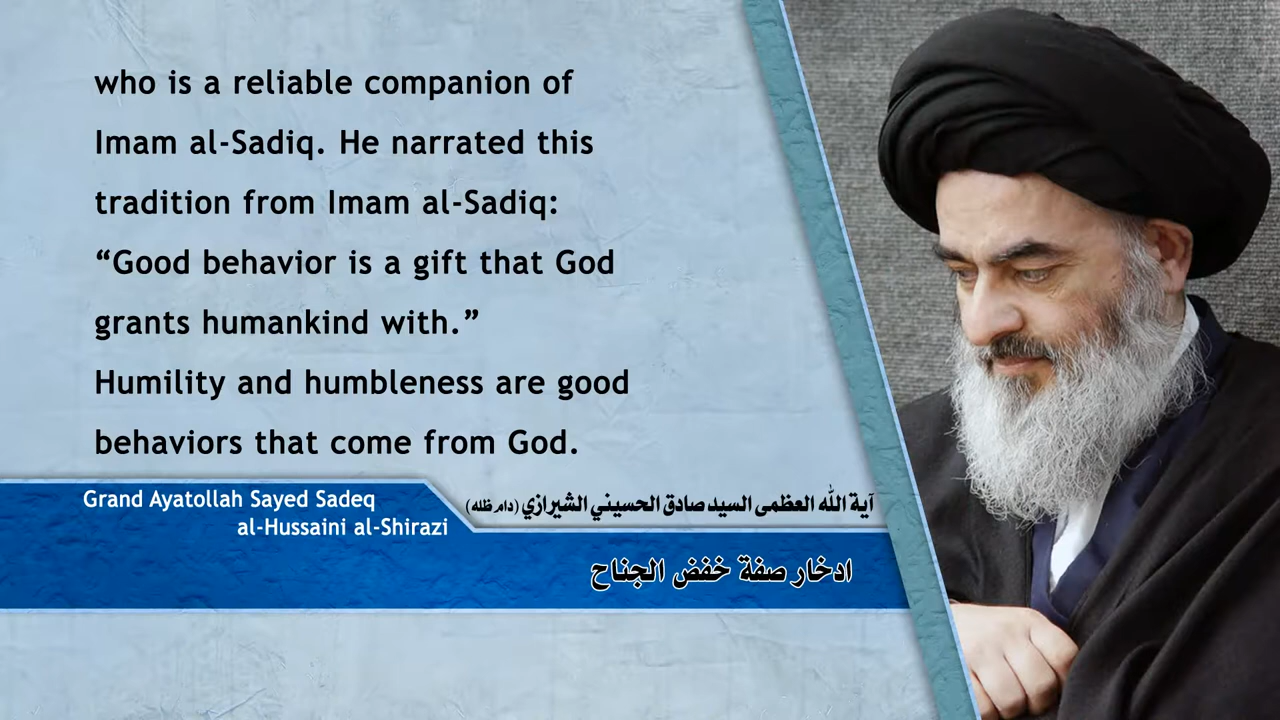 who is a reliable companion of
Imam al-Sadiq. He narrated this
tradition from Imam al-Sadiq:
“Good behavior is a gift that God
grants humankind with.”
Humility and humbleness are good
behaviors that come from God.
Grand Ayatollah Sayed Sadeq
al-Hussaini al-Shirazi
آية الله العظمى السيد صادق الحسيني الشيرازي (دام ظله)
ادخار صفة خفض الجناح